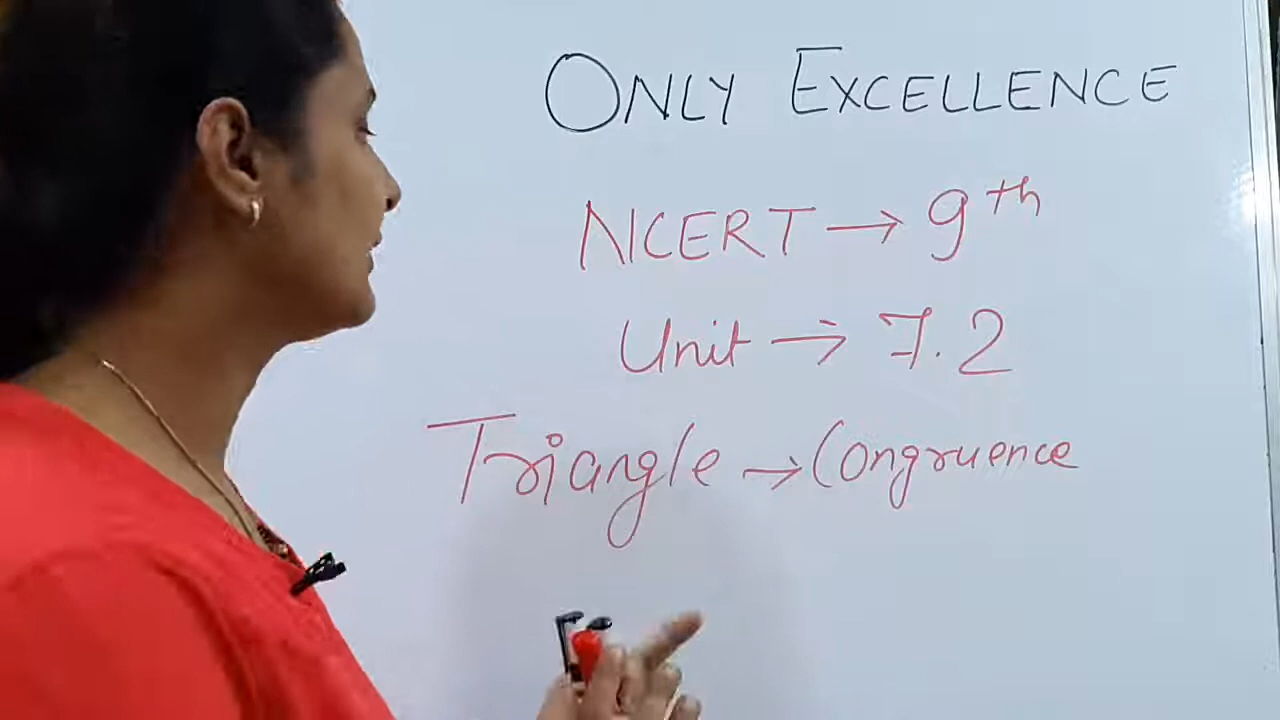 ONLY EXCELLENCE
NCERT → 9th
Unit → 7.2
Triangle → Congruence